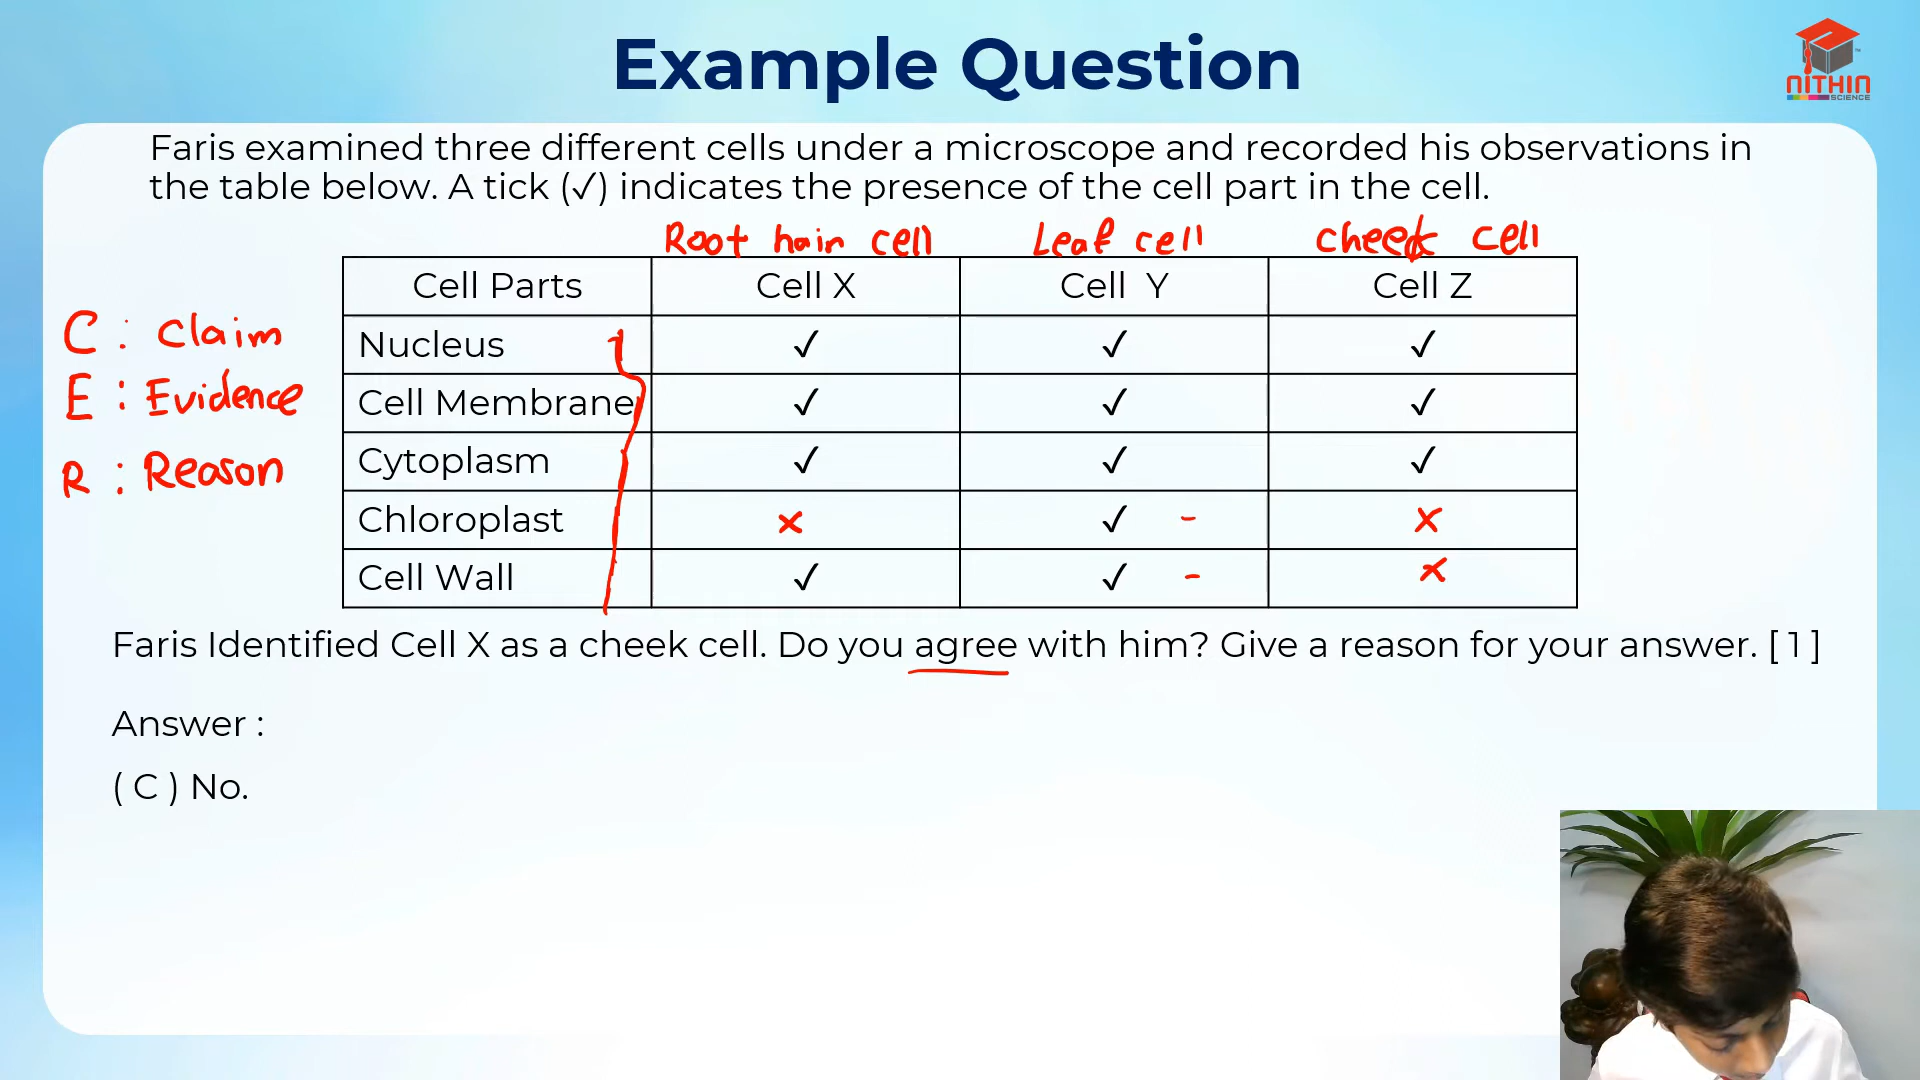 Example Question
NITHIN
SCIENCE
Faris examined three different cells under a microscope and recorded his observations in
the table below. A tick (✓) indicates the presence of the cell part in the cell.
Root hair cell Leaf cell cheek cell
Cell Parts Cell X Cell Y Cell Z
Nucleus ✓ ✓ ✓
Cell Membrane ✓ ✓ ✓
Cytoplasm ✓ ✓ ✓
Chloroplast x ✓ - x
Cell Wall ✓ ✓ - x
C : Claim
E : Evidence
R : Reason
Faris Identified Cell X as a cheek cell. Do you agree with him? Give a reason for your answer. [ 1 ]
Answer :
( C ) No.